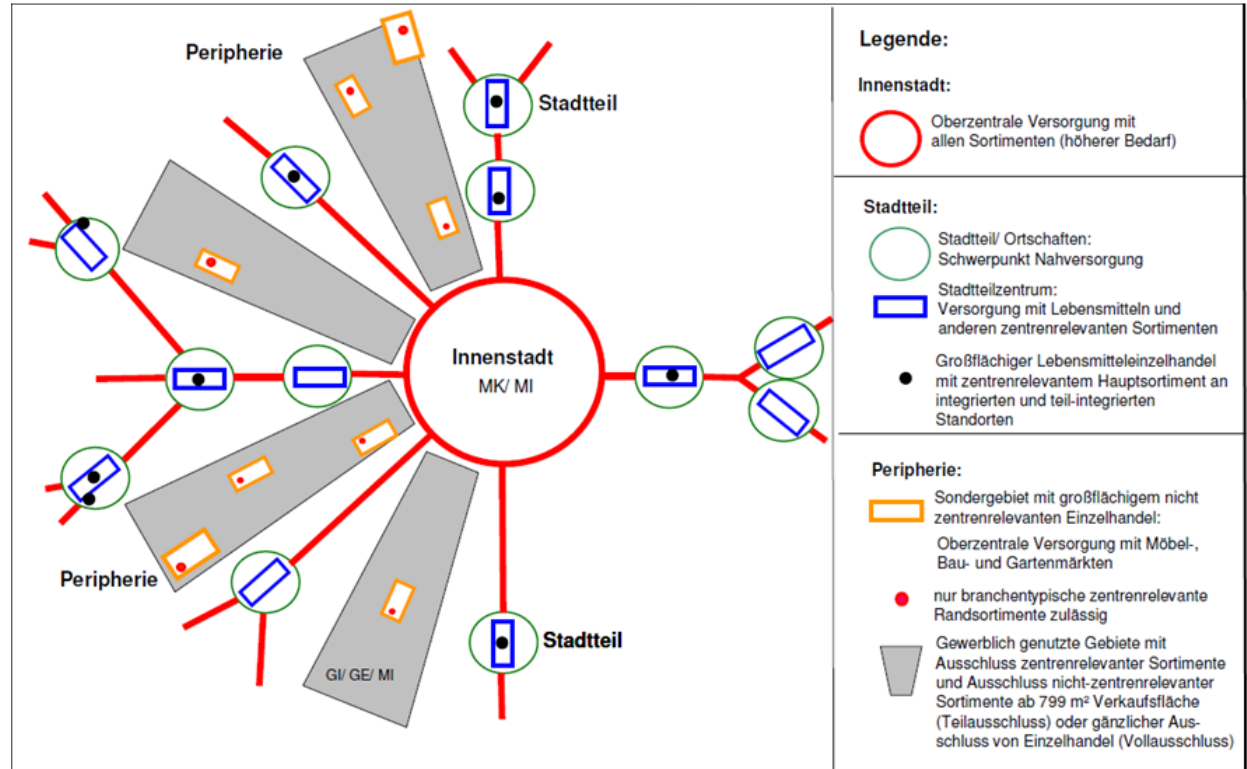 Peripherie
Stadtteil
Innenstadt
MK/ MI
Peripherie
Stadtteil
GI/ GE/ MI
Legende:
Innenstadt:
Oberzentrale Versorgung mit
allen Sortimenten (höherer Bedarf)
Stadtteil:
Stadtteil/ Ortschaften:
Schwerpunkt Nahversorgung
Stadtteilzentrum:
Versorgung mit Lebensmitteln und
anderen zentrenrelevanten Sortimenten
Großflächiger Lebensmitteleinzelhandel
mit zentrenrelevantem Hauptsortiment an
integrierten und teil-integrierten
Standorten
Peripherie:
Sondergebiet mit großflächigem nicht
zentrenrelevanten Einzelhandel:
Oberzentrale Versorgung mit Möbel-,
Bau- und Gartenmärkten
nur branchentypische zentrenrelevante
Randsortimente zulässig
Gewerblich genutzte Gebiete mit
Ausschluss zentrenrelevanter Sortimente
und Ausschluss nicht-zentrenrelevanter
Sortimente ab 799 m² Verkaufsfläche
(Teilausschluss) oder gänzlicher Aus-
schluss von Einzelhandel (Vollausschluss)